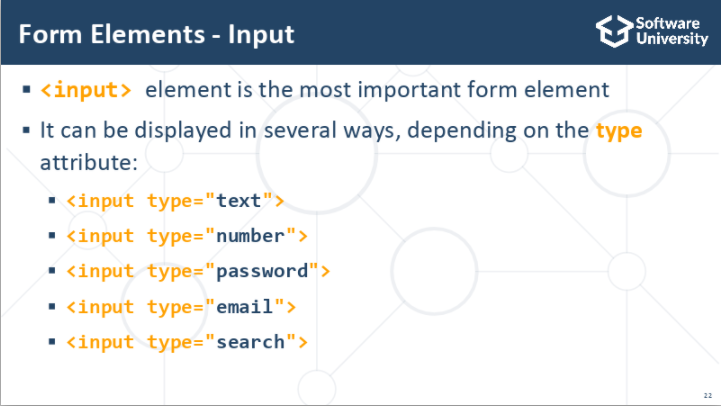 Form Elements - Input
Software
University
▪ <input> element is the most important form element
▪ It can be displayed in several ways, depending on the type
attribute:
▪ <input type="text">
▪ <input type="number">
▪ <input type="password">
▪ <input type="email">
▪ <input type="search">
22